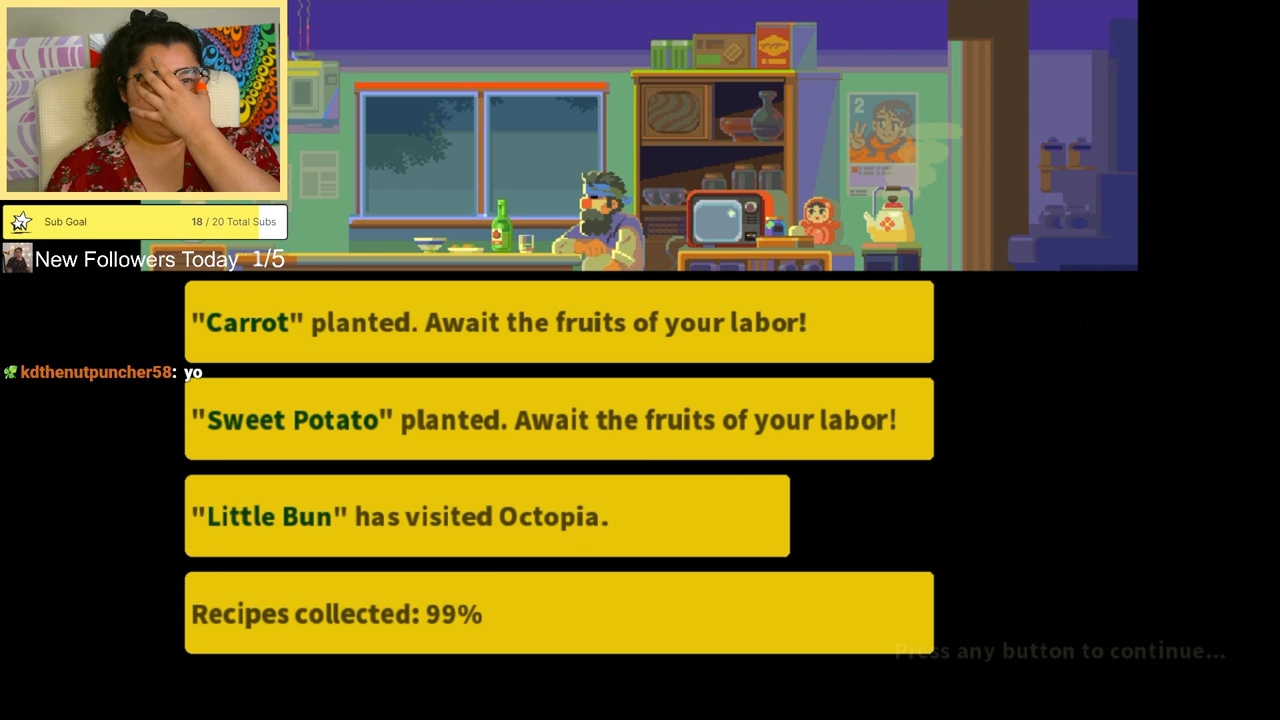 2
Sub Goal 18 / 20 Total Subs
New Followers Today 1/5
"Carrot" planted. Await the fruits of your labor!
kdthenutpuncher58: yo
"Sweet Potato" planted. Await the fruits of your labor!
"Little Bun" has visited Octopia.
Recipes collected: 99%
Press any button to continue...